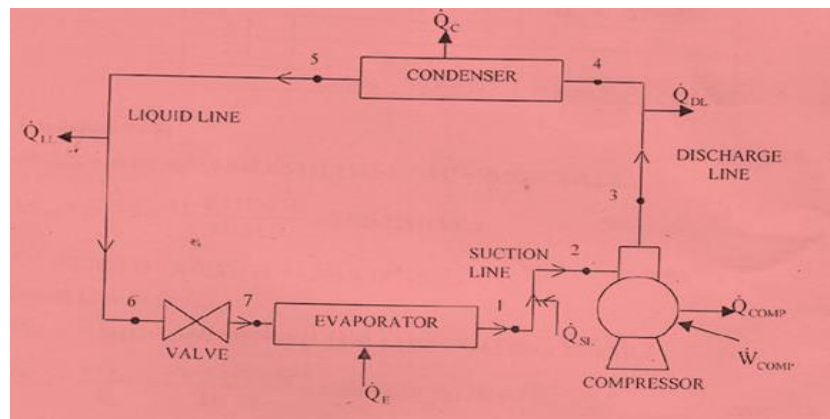 Q̇C
5
4
CONDENSER
Q̇DL
LIQUID LINE
Q̇LL
DISCHARGE
LINE
3
SUCTION
LINE
2
6
7
1
EVAPORATOR
Q̇COMP
VALVE
Q̇SL
ẆCOMP
Q̇E
COMPRESSOR